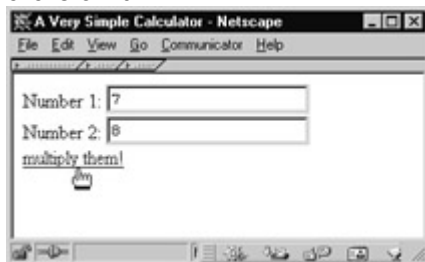 A Very Simple Calculator - Netscape
File Edit View Go Communicator Help
Number 1: 7
Number 2: 8
multiply them!